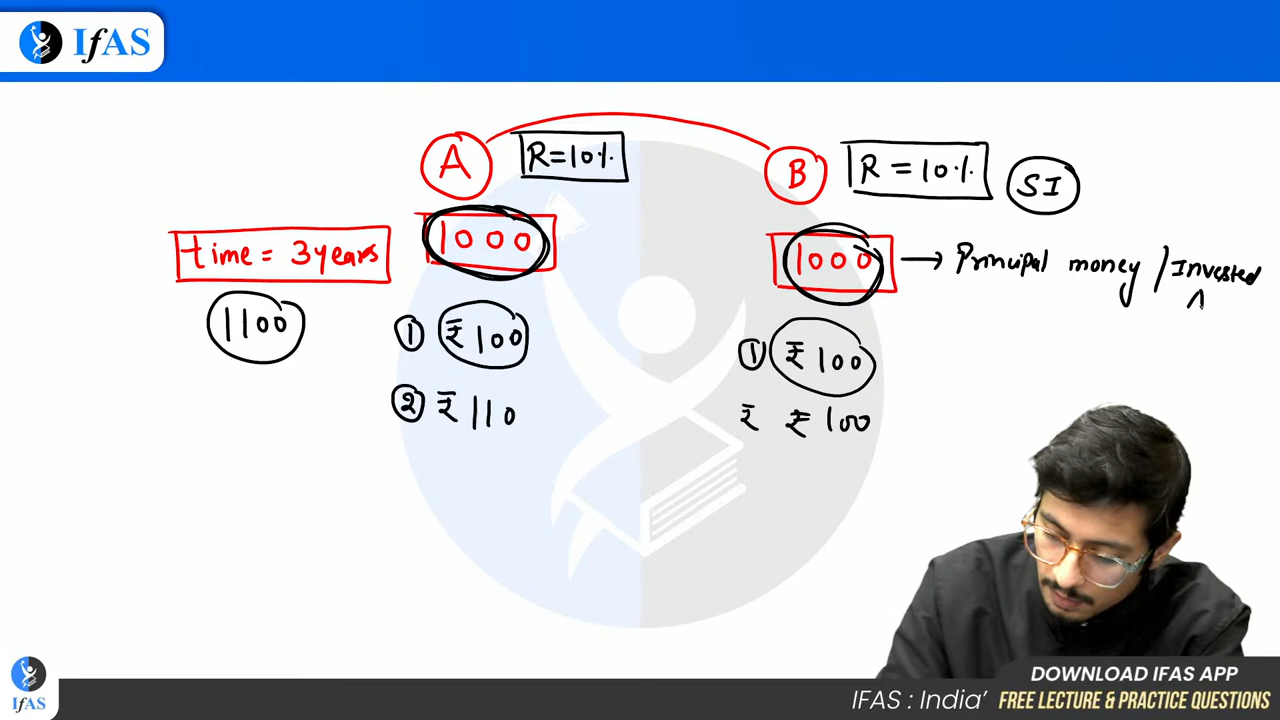 IfAS
A R=10%
B R = 10% SI
time = 3years
1000
1000 → Principal money / Invested
1100
① ₹100
① ₹100
② ₹110
₹ ₹100
IfAS
DOWNLOAD IFAS APP
IFAS : India' FREE LECTURE & PRACTICE QUESTIONS